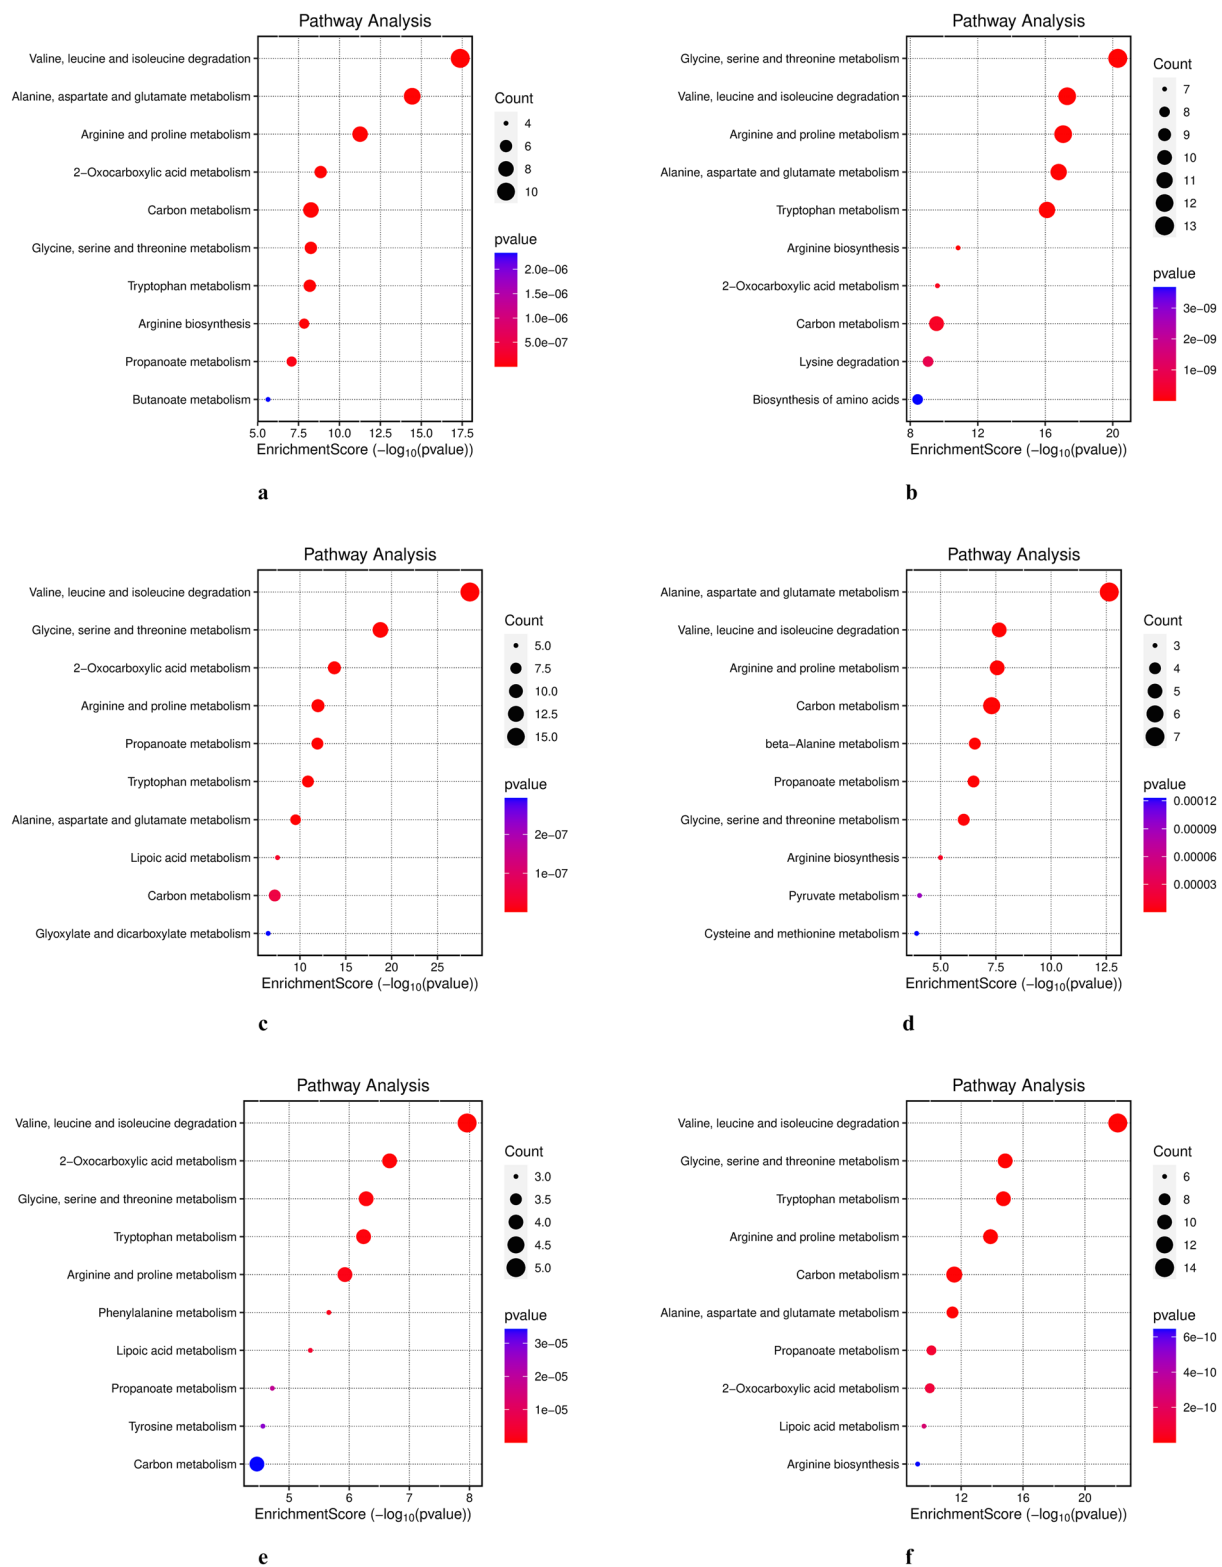 Pathway Analysis
Valine, leucine and isoleucine degradation
Alanine, aspartate and glutamate metabolism
Arginine and proline metabolism
2−Oxocarboxylic acid metabolism
Carbon metabolism
Glycine, serine and threonine metabolism
Tryptophan metabolism
Arginine biosynthesis
Propanoate metabolism
Butanoate metabolism
5.0 7.5 10.0 12.5 15.0 17.5
EnrichmentScore (−log₁₀(pvalue))
Count
4
6
8
10
pvalue
2.0e−06
1.5e−06
1.0e−06
5.0e−07
a
Pathway Analysis
Glycine, serine and threonine metabolism
Valine, leucine and isoleucine degradation
Arginine and proline metabolism
Alanine, aspartate and glutamate metabolism
Tryptophan metabolism
Arginine biosynthesis
2−Oxocarboxylic acid metabolism
Carbon metabolism
Lysine degradation
Biosynthesis of amino acids
8 12 16 20
EnrichmentScore (−log₁₀(pvalue))
Count
7
8
9
10
11
12
13
pvalue
3e−09
2e−09
1e−09
b
Pathway Analysis
Valine, leucine and isoleucine degradation
Glycine, serine and threonine metabolism
2−Oxocarboxylic acid metabolism
Arginine and proline metabolism
Propanoate metabolism
Tryptophan metabolism
Alanine, aspartate and glutamate metabolism
Lipoic acid metabolism
Carbon metabolism
Glyoxylate and dicarboxylate metabolism
10 15 20 25
EnrichmentScore (−log₁₀(pvalue))
Count
5.0
7.5
10.0
12.5
15.0
pvalue
2e−07
1e−07
c
Pathway Analysis
Alanine, aspartate and glutamate metabolism
Valine, leucine and isoleucine degradation
Arginine and proline metabolism
Carbon metabolism
beta−Alanine metabolism
Propanoate metabolism
Glycine, serine and threonine metabolism
Arginine biosynthesis
Pyruvate metabolism
Cysteine and methionine metabolism
5.0 7.5 10.0 12.5
EnrichmentScore (−log₁₀(pvalue))
Count
3
4
5
6
7
pvalue
0.00012
0.00009
0.00006
0.00003
d
Pathway Analysis
Valine, leucine and isoleucine degradation
2−Oxocarboxylic acid metabolism
Glycine, serine and threonine metabolism
Tryptophan metabolism
Arginine and proline metabolism
Phenylalanine metabolism
Lipoic acid metabolism
Propanoate metabolism
Tyrosine metabolism
Carbon metabolism
5 6 7 8
EnrichmentScore (−log₁₀(pvalue))
Count
3.0
3.5
4.0
4.5
5.0
pvalue
3e−05
2e−05
1e−05
e
Pathway Analysis
Valine, leucine and isoleucine degradation
Glycine, serine and threonine metabolism
Tryptophan metabolism
Arginine and proline metabolism
Carbon metabolism
Alanine, aspartate and glutamate metabolism
Propanoate metabolism
2−Oxocarboxylic acid metabolism
Lipoic acid metabolism
Arginine biosynthesis
12 16 20
EnrichmentScore (−log₁₀(pvalue))
Count
6
8
10
12
14
pvalue
6e−10
4e−10
2e−10
f